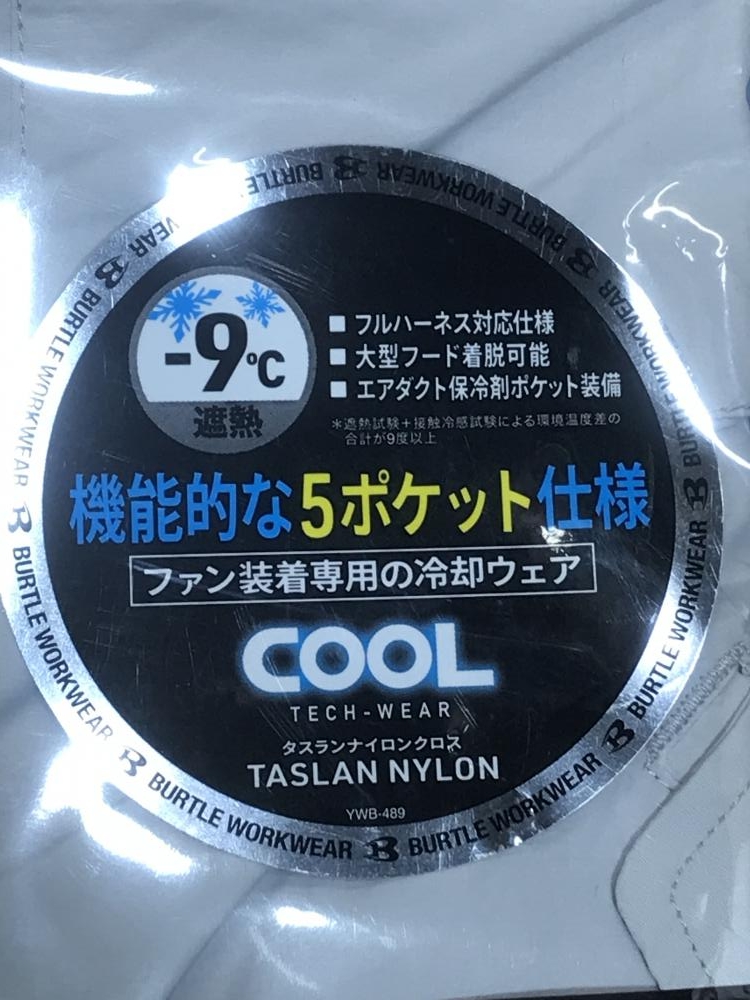 -9℃
遮熱
■ フルハーネス対応仕様
■ 大型フード着脱可能
■ エアダクト保冷剤ポケット装備
*遮熱試験+接触冷感試験による環境温度差の
合計が9度以上
機能的な5ポケット仕様
ファン装着専用の冷却ウェア
COOL
TECH-WEAR
タスランナイロンクロス
TASLAN NYLON
YWB-489
BURTLE WORKWEAR
BURTLE WORKWEAR
BURTLE WORKWEAR
BURTLE WORKWEAR
BURTLE WORKWEAR
BURTLE WORKWEAR
BURTLE WORKWEAR
BURTLE